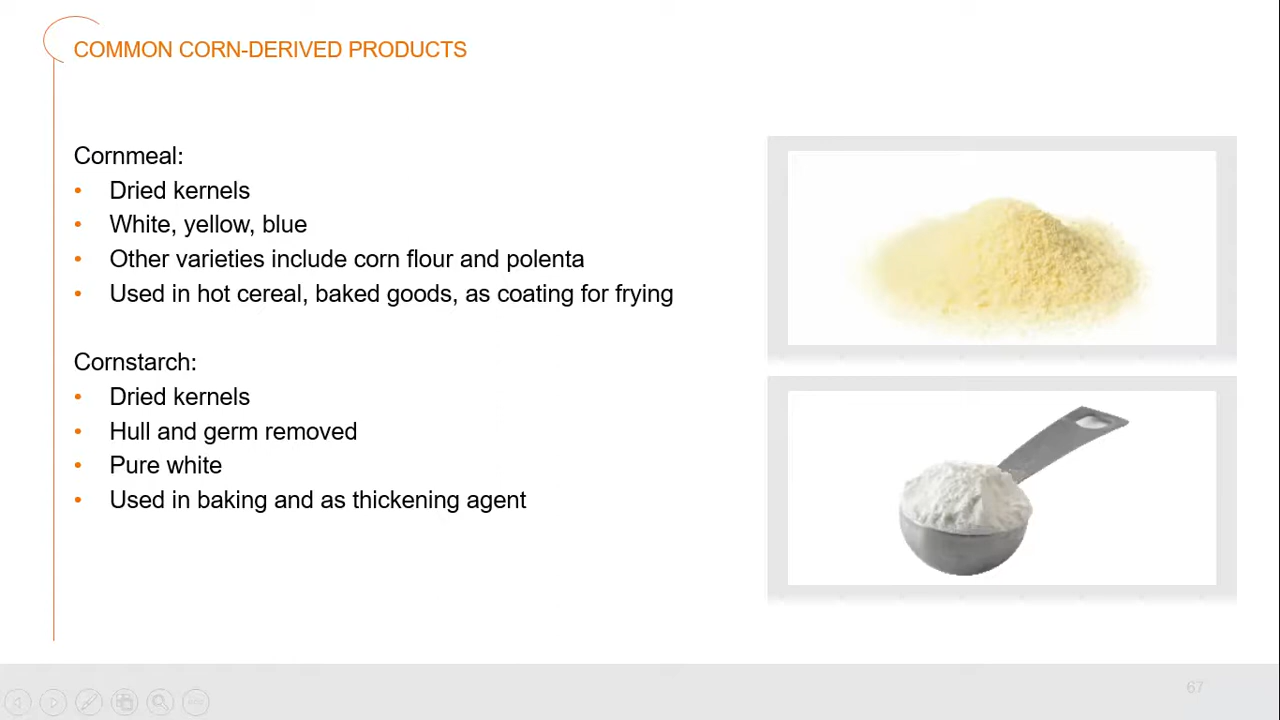 COMMON CORN-DERIVED PRODUCTS
Cornmeal:
• Dried kernels
• White, yellow, blue
• Other varieties include corn flour and polenta
• Used in hot cereal, baked goods, as coating for frying
Cornstarch:
• Dried kernels
• Hull and germ removed
• Pure white
• Used in baking and as thickening agent
67